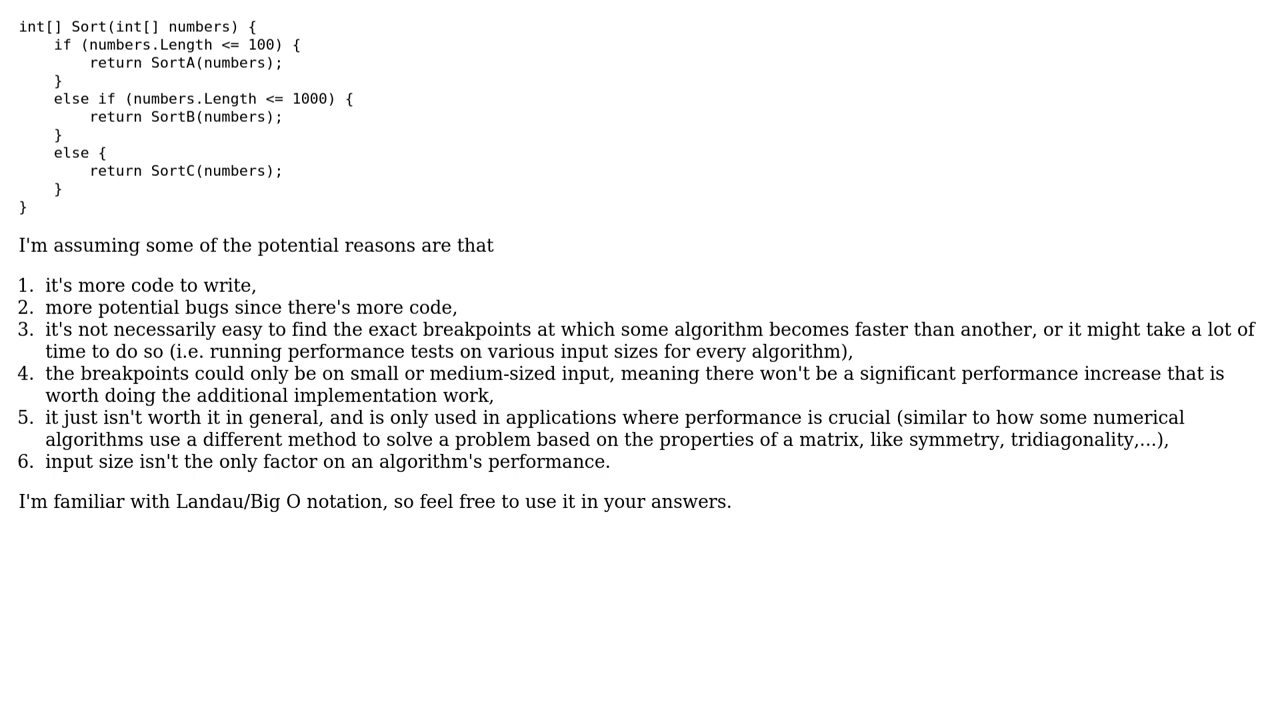 int[] Sort(int[] numbers) {
    if (numbers.Length <= 100) {
        return SortA(numbers);
    }
    else if (numbers.Length <= 1000) {
        return SortB(numbers);
    }
    else {
        return SortC(numbers);
    }
}
I'm assuming some of the potential reasons are that
1. it's more code to write,
2. more potential bugs since there's more code,
3. it's not necessarily easy to find the exact breakpoints at which some algorithm becomes faster than another, or it might take a lot of
time to do so (i.e. running performance tests on various input sizes for every algorithm),
4. the breakpoints could only be on small or medium-sized input, meaning there won't be a significant performance increase that is
worth doing the additional implementation work,
5. it just isn't worth it in general, and is only used in applications where performance is crucial (similar to how some numerical
algorithms use a different method to solve a problem based on the properties of a matrix, like symmetry, tridiagonality,...),
6. input size isn't the only factor on an algorithm's performance.
I'm familiar with Landau/Big O notation, so feel free to use it in your answers.